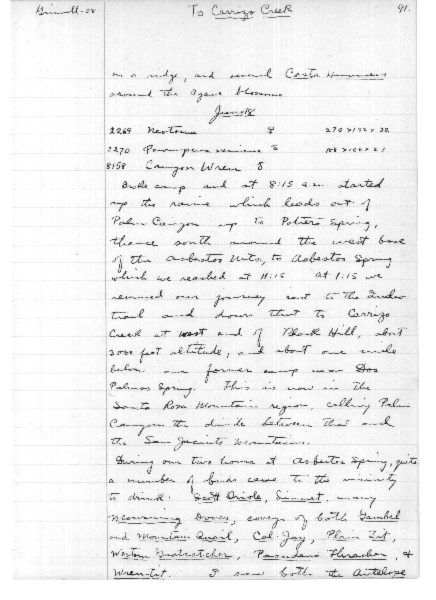 Grinnell-08 To Carrizo Creek 91.
on a ridge, and several Costa Hummers
around the Agave blossoms
June 18
2269 Neotoma ♀ 270 × 132 × 32
2270 Peromyscus
8158 Canyon Wren ♂
Broke camp and at 8:15 a.m. started
up the ravine which leads out of
Palm Canyon up to Potrero Spring,
thence south around the west base
of the Asbestos Mts, to Asbestos Spring
which we reached at 11:15 At 1:15 we
resumed our journey east to the Indian
trail and down that to Carrizo
Creek at west end of Black Hill, about
3000 feet altitude, and about one mile
below our former camp near Dos
Palmos Spring. This is now in the
Santa Rosa Mountain region, calling Palm
Canyon the divide between that and
the San Jacinto Mountains.
During our two hours at Asbestos Spring, quite
a number of birds came to the vicinity
to drink: Scott Oriole, Linnet, many
Mourning Doves, coveys of both Gambel
and Mountain Quail, Cal. Jay, Plain Tit,
Western Gnatcatcher, Pasadena Thrasher, &
Wren-tit. I saw both the Antelope